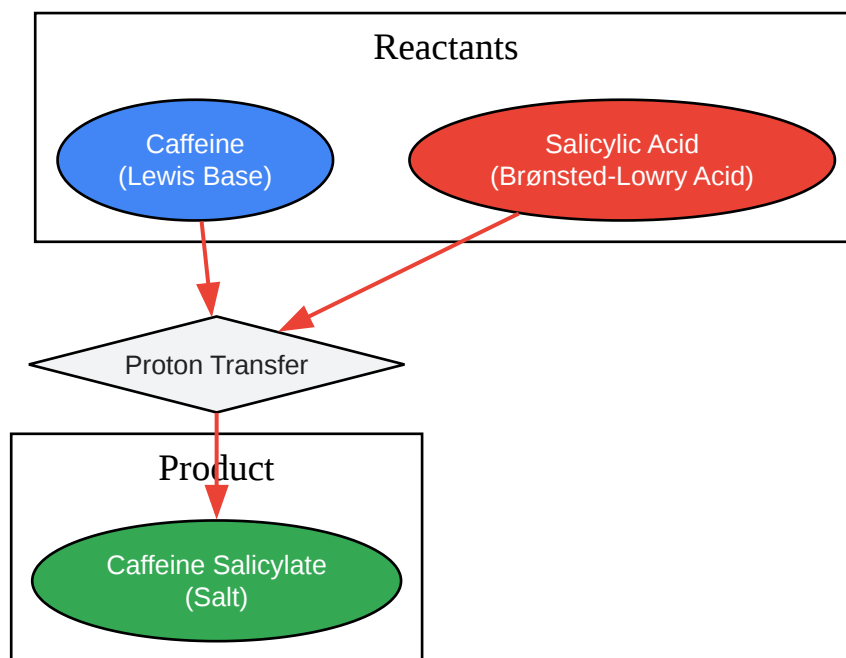 Reactants
Caffeine
(Lewis Base)
Salicylic Acid
(Brønsted-Lowry Acid)
Proton Transfer
Product
Caffeine Salicylate
(Salt)